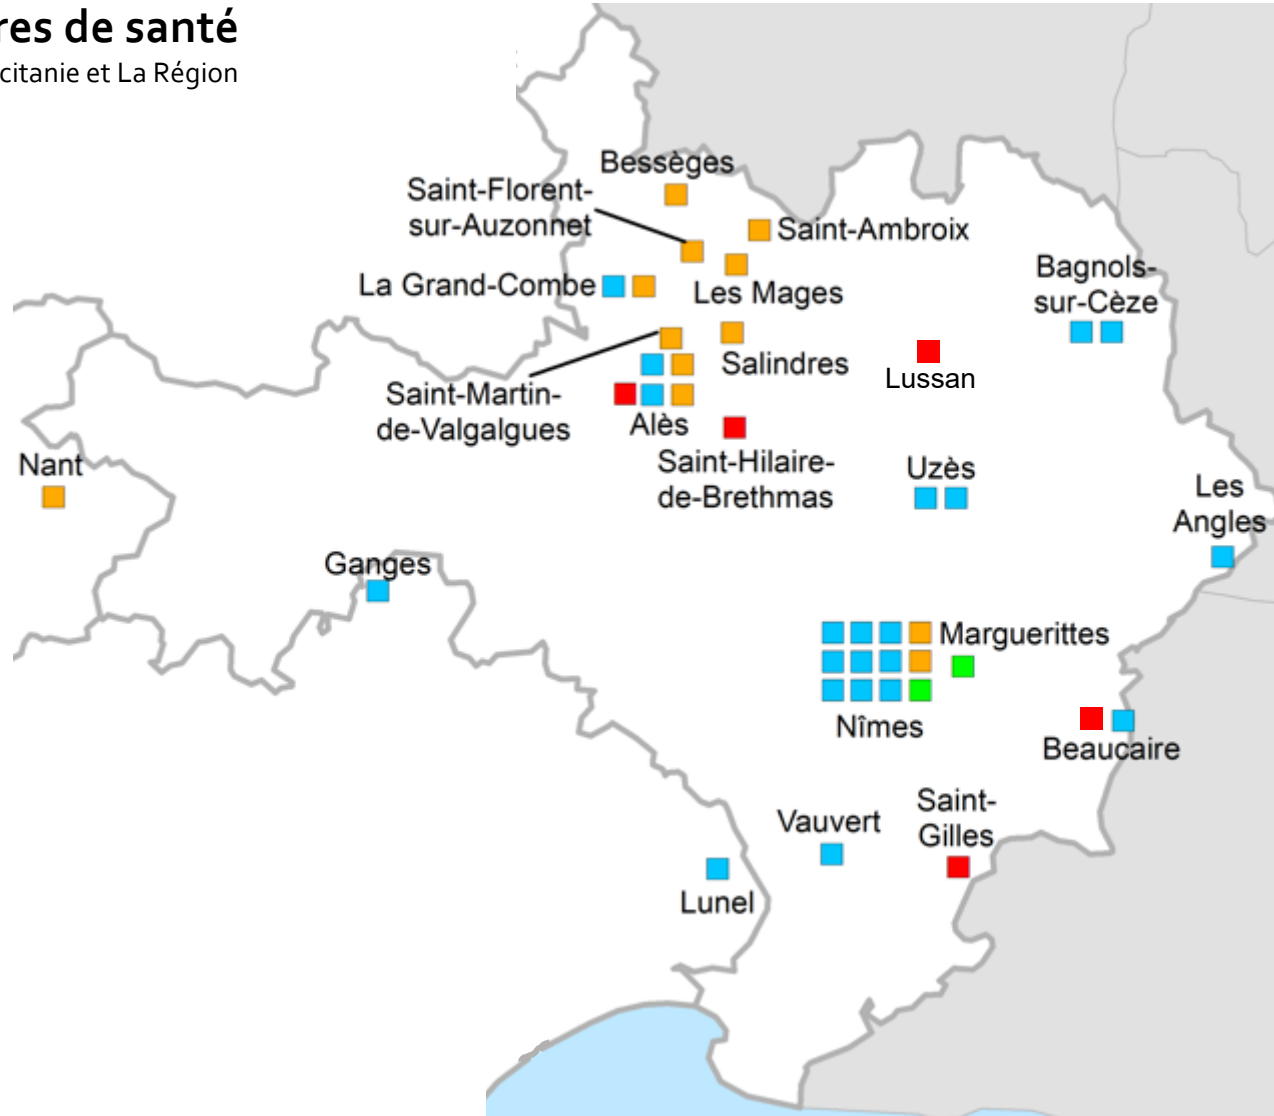 res de santé
citanie et La Région
Bessèges
Saint-Florent-
sur-Auzonnet
Saint-Ambroix
La Grand-Combe
Les Mages
Bagnols-
sur-Cèze
Salindres
Lussan
Saint-Martin-
de-Valgalgues
Alès
Saint-Hilaire-
de-Brethmas
Nant
Uzès
Les
Angles
Ganges
Marguerittes
Nîmes
Beaucaire
Saint-
Gilles
Vauvert
Lunel